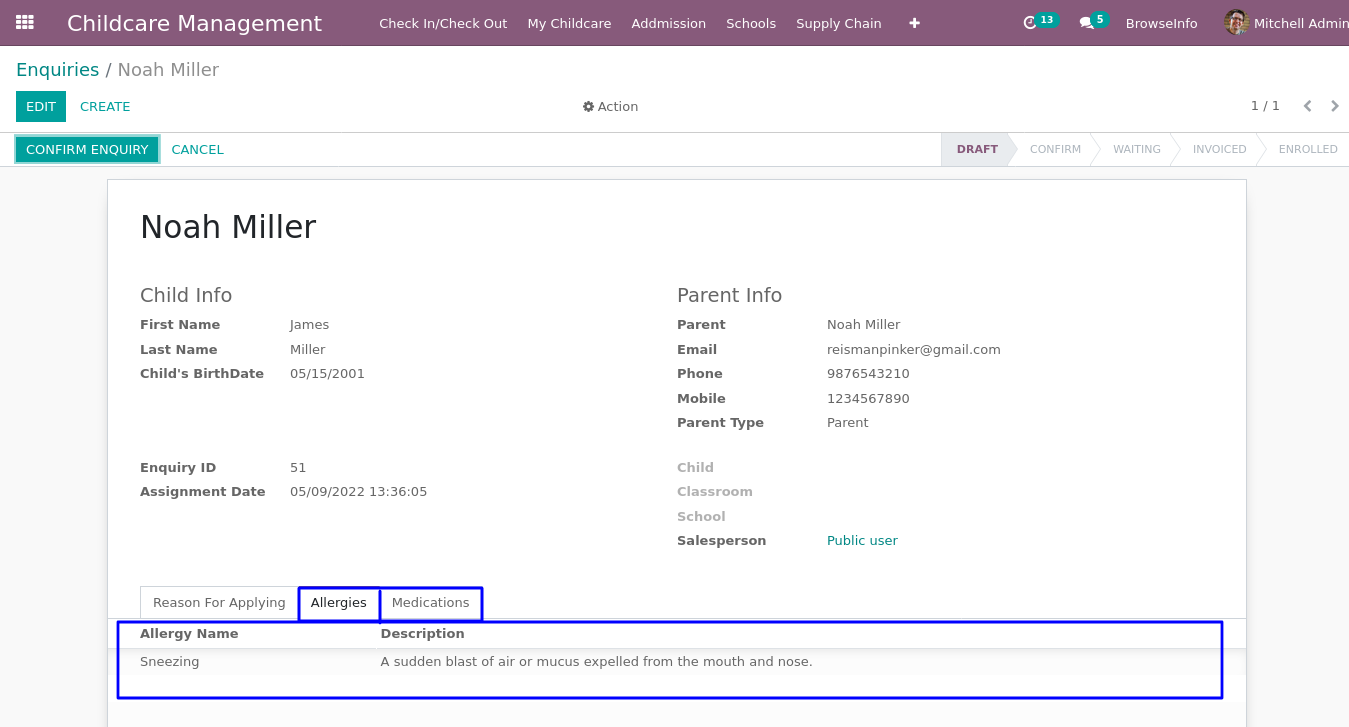 Childcare Management Check In/Check Out My Childcare Addmission Schools Supply Chain + 13 5 BrowseInfo Mitchell Admin
Enquiries / Noah Miller
EDIT CREATE Action 1 / 1
CONFIRM ENQUIRY CANCEL DRAFT CONFIRM WAITING INVOICED ENROLLED
Noah Miller
Child Info Parent Info
First Name James Parent Noah Miller
Last Name Miller Email reismanpinker@gmail.com
Child's BirthDate 05/15/2001 Phone 9876543210
Mobile 1234567890
Parent Type Parent
Enquiry ID 51 Child
Assignment Date 05/09/2022 13:36:05 Classroom
School
Salesperson Public user
Reason For Applying Allergies Medications
Allergy Name Description
Sneezing A sudden blast of air or mucus expelled from the mouth and nose.